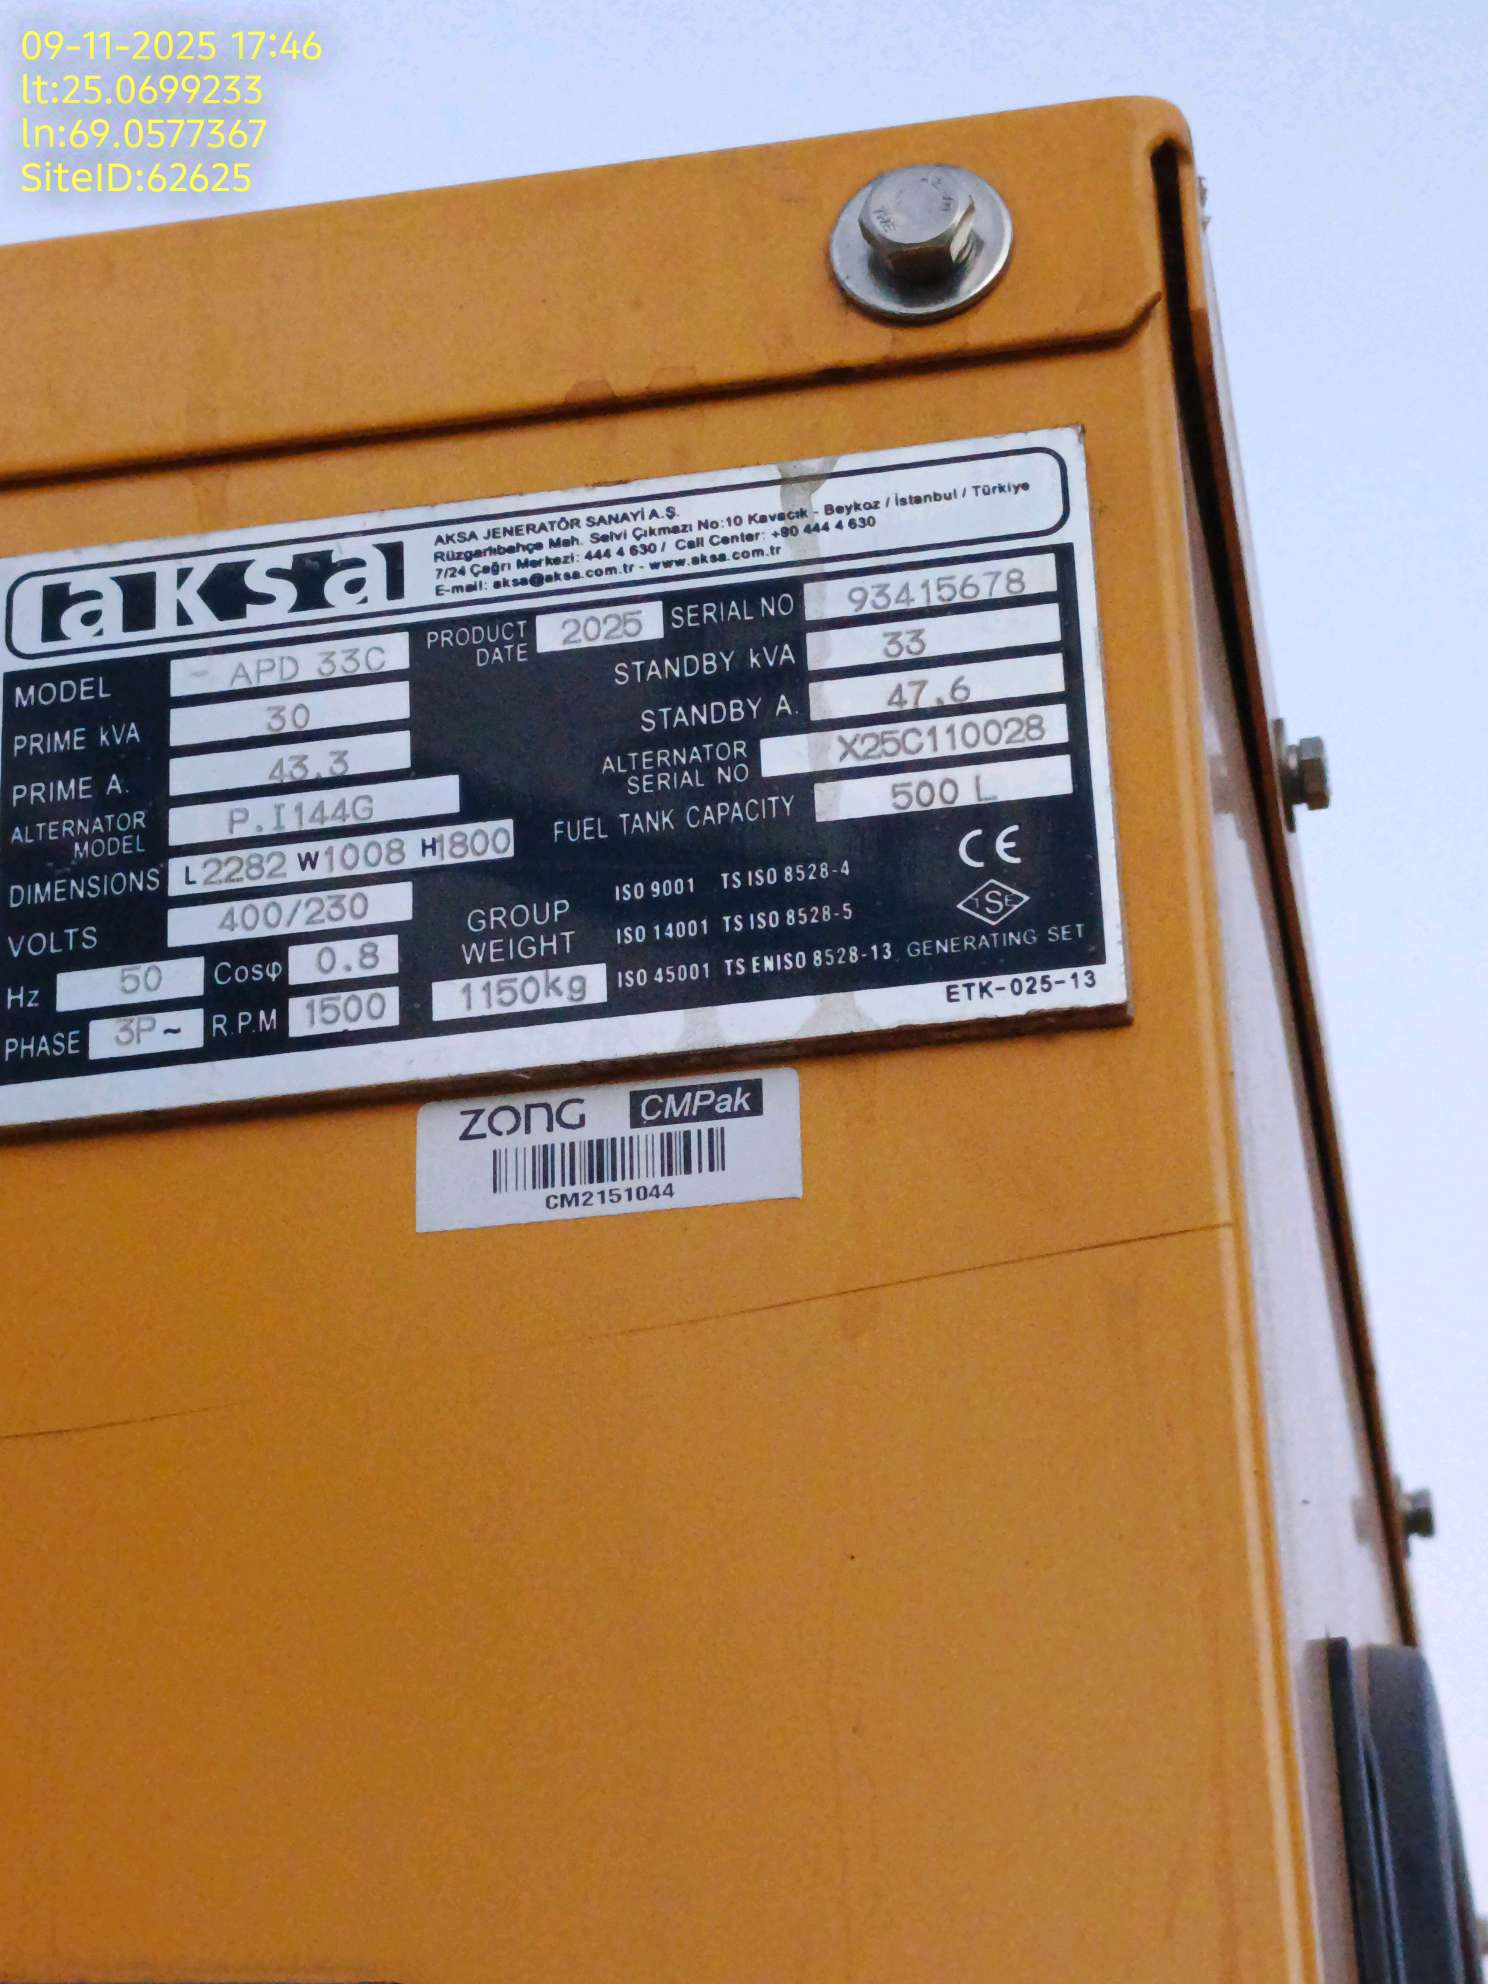 09-11-2025 17:46
lt:25.0699233
ln:69.0577367
SiteID:62625
aksa
AKSA JENERATÖR SANAYİ A.Ş.
Rüzgarlıbahçe Mah. Selvi Çıkmazı No:10 Kavacık - Beykoz / İstanbul / Türkiye
7/24 Çağrı Merkezi: 444 4 630 / Call Center: +90 444 4 630
E-mail: aksa@aksa.com.tr - www.aksa.com.tr
MODEL - APD 33C
PRODUCT DATE 2025
SERIAL NO 93415678
PRIME kVA 30
STANDBY kVA 33
PRIME A. 43.3
STANDBY A. 47.6
ALTERNATOR MODEL P.I144G
ALTERNATOR SERIAL NO X25C110028
DIMENSIONS L2282 W1008 H1800
FUEL TANK CAPACITY 500 L
VOLTS 400/230
Hz 50 Cosφ 0.8
PHASE 3P~ R.P.M 1500
GROUP WEIGHT 1150kg
ISO 9001 TS ISO 8528-4
ISO 14001 TS ISO 8528-5
ISO 45001 TS EN ISO 8528-13
CE
TSE
GENERATING SET
ETK-025-13
ZONG CMPak
CM2151044